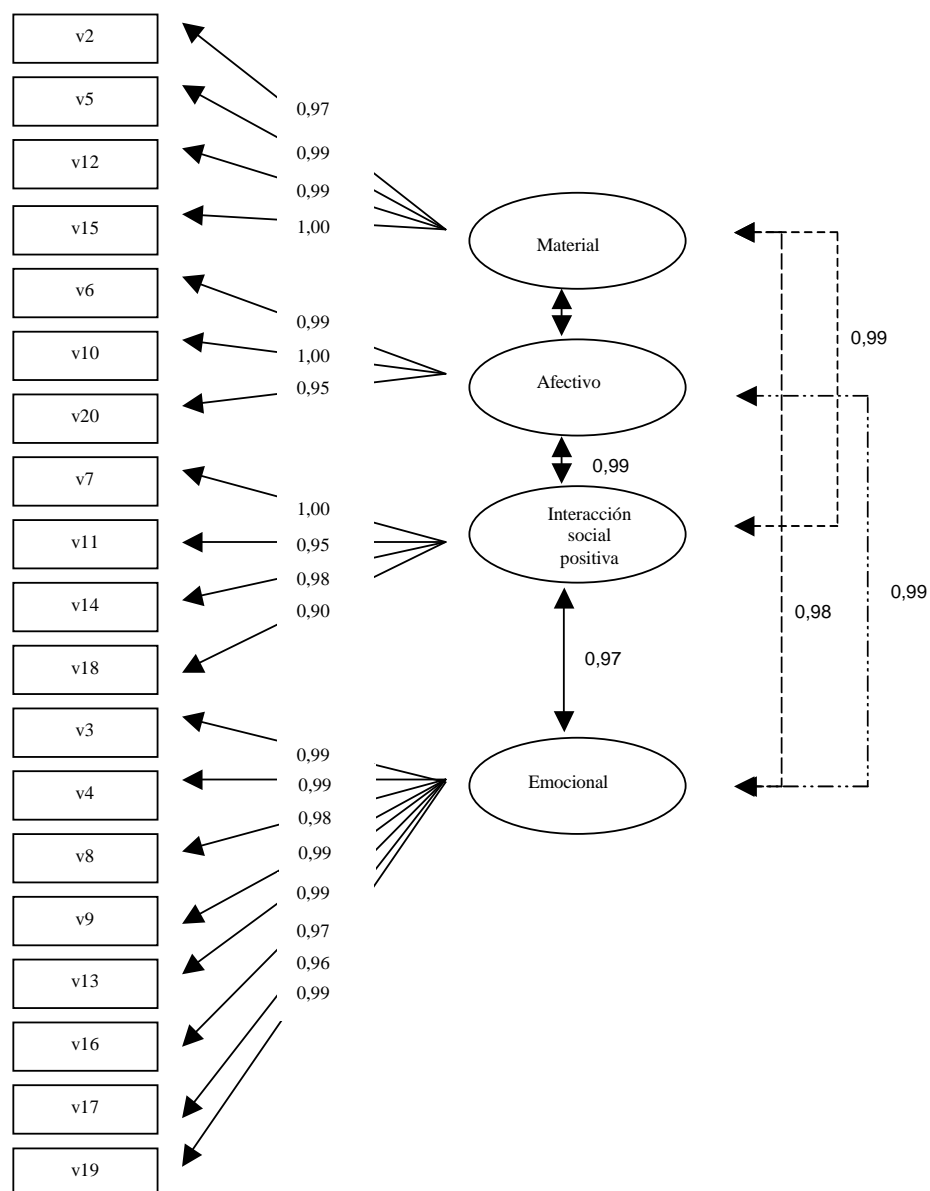 v2
v5
v12
v15
v6
v10
v20
v7
v11
v14
v18
v3
v4
v8
v9
v13
v16
v17
v19
0,97
0,99
0,99
1,00
0,99
1,00
0,95
1,00
0,95
0,98
0,90
0,99
0,99
0,98
0,99
0,99
0,97
0,96
0,99
Material
Afectivo
0,99
Interacción
social
positiva
0,97
Emocional
0,99
0,98
0,99